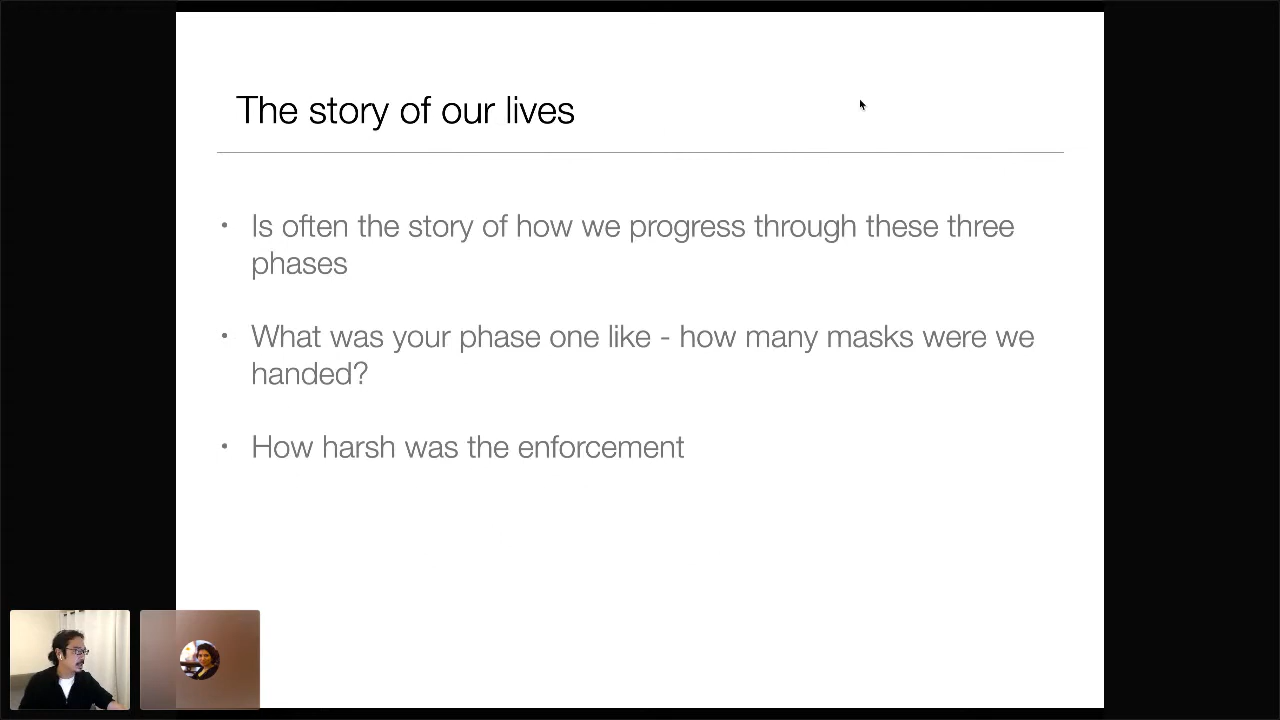 The story of our lives
• Is often the story of how we progress through these three
phases
• What was your phase one like - how many masks were we
handed?
• How harsh was the enforcement